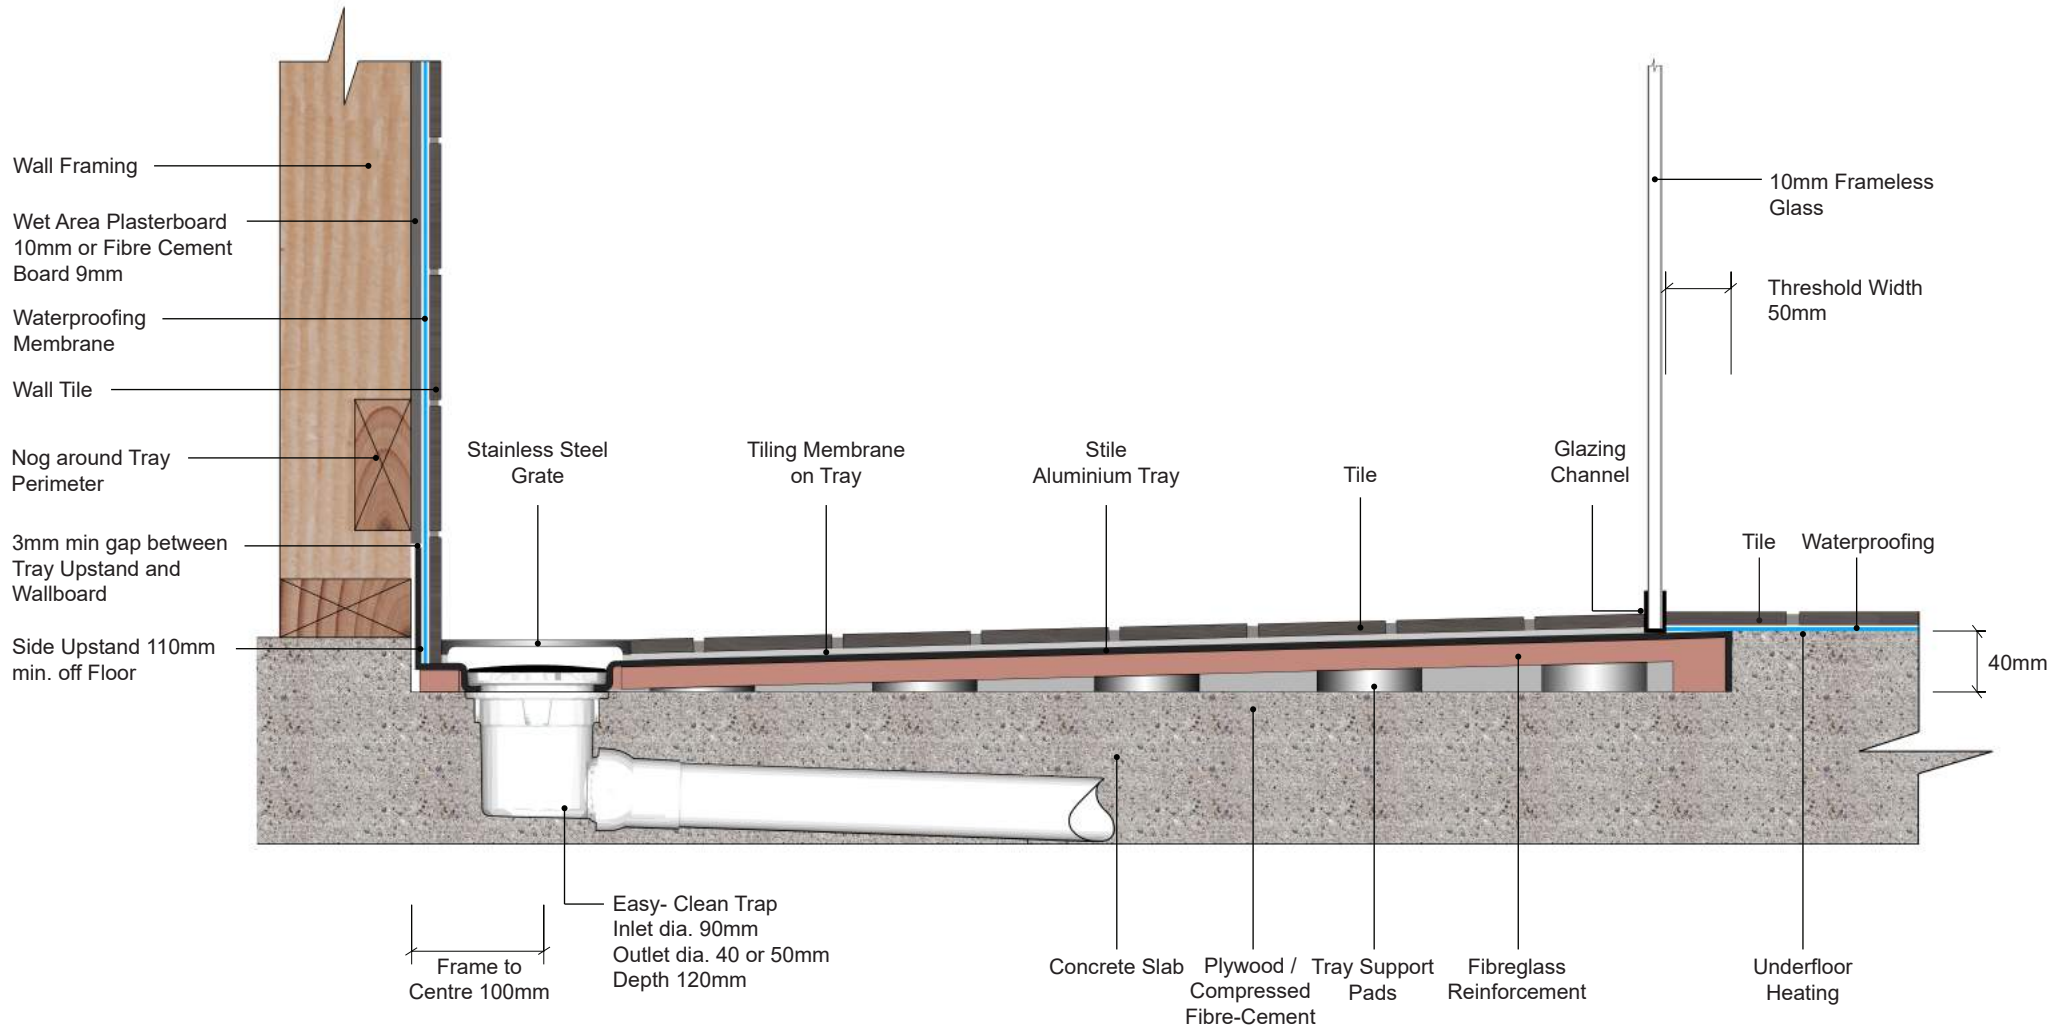 Wall Framing
Wet Area Plasterboard
10mm or Fibre Cement
Board 9mm
Waterproofing
Membrane
Wall Tile
Nog around Tray
Perimeter
3mm min gap between
Tray Upstand and
Wallboard
Side Upstand 110mm
min. off Floor
Stainless Steel
Grate
Tiling Membrane
on Tray
Stile
Aluminium Tray
Tile
Glazing
Channel
10mm Frameless
Glass
Threshold Width
50mm
Tile
Waterproofing
40mm
Frame to
Centre 100mm
Easy- Clean Trap
Inlet dia. 90mm
Outlet dia. 40 or 50mm
Depth 120mm
Concrete Slab
Plywood /
Compressed
Fibre-Cement
Tray Support
Pads
Fibreglass
Reinforcement
Underfloor
Heating